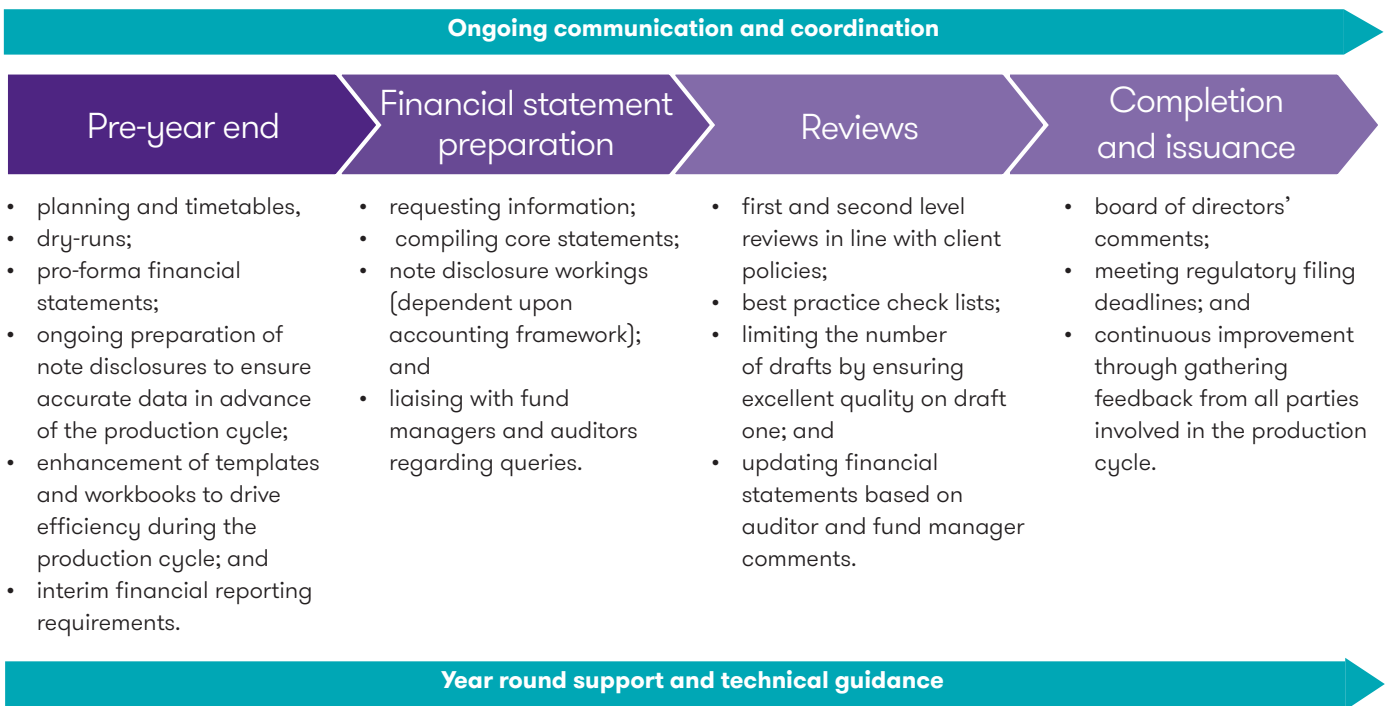 Ongoing communication and coordination
Pre-year end
Financial statement
preparation
Reviews
Completion
and issuance
• planning and timetables,
• dry-runs;
• pro-forma financial
statements;
• ongoing preparation of
note disclosures to ensure
accurate data in advance
of the production cycle;
• enhancement of templates
and workbooks to drive
efficiency during the
production cycle; and
• interim financial reporting
requirements.
• requesting information;
• compiling core statements;
• note disclosure workings
(dependent upon
accounting framework);
and
• liaising with fund
managers and auditors
regarding queries.
• first and second level
reviews in line with client
policies;
• best practice check lists;
• limiting the number
of drafts by ensuring
excellent quality on draft
one; and
• updating financial
statements based on
auditor and fund manager
comments.
• board of directors’
comments;
• meeting regulatory filing
deadlines; and
• continuous improvement
through gathering
feedback from all parties
involved in the production
cycle.
Year round support and technical guidance